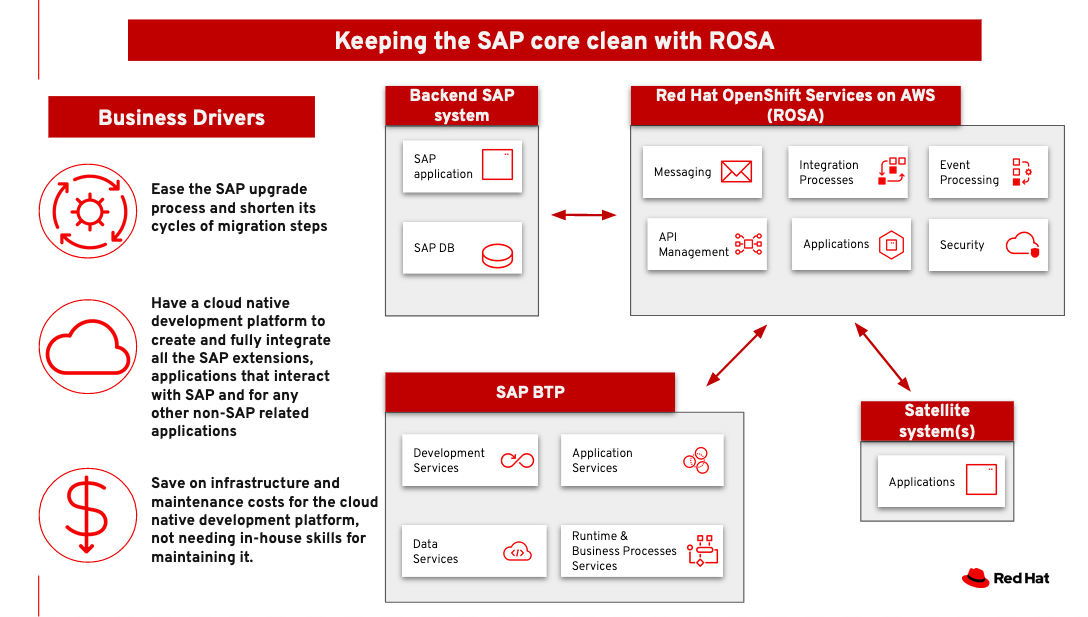 Keeping the SAP core clean with ROSA
Business Drivers
Ease the SAP upgrade
process and shorten its
cycles of migration steps
Have a cloud native
development platform to
create and fully integrate
all the SAP extensions,
applications that interact
with SAP and for any
other non-SAP related
applications
Save on infrastructure and
maintenance costs for the cloud
native development platform,
not needing in-house skills for
maintaining it.
Backend SAP
system
SAP
application
SAP DB
Red Hat OpenShift Services on AWS
(ROSA)
Messaging
Integration
Processes
Event
Processing
API
Management
Applications
Security
SAP BTP
Development
Services
Application
Services
Data
Services
Runtime &
Business Processes
Services
Satellite
system(s)
Applications
Red Hat